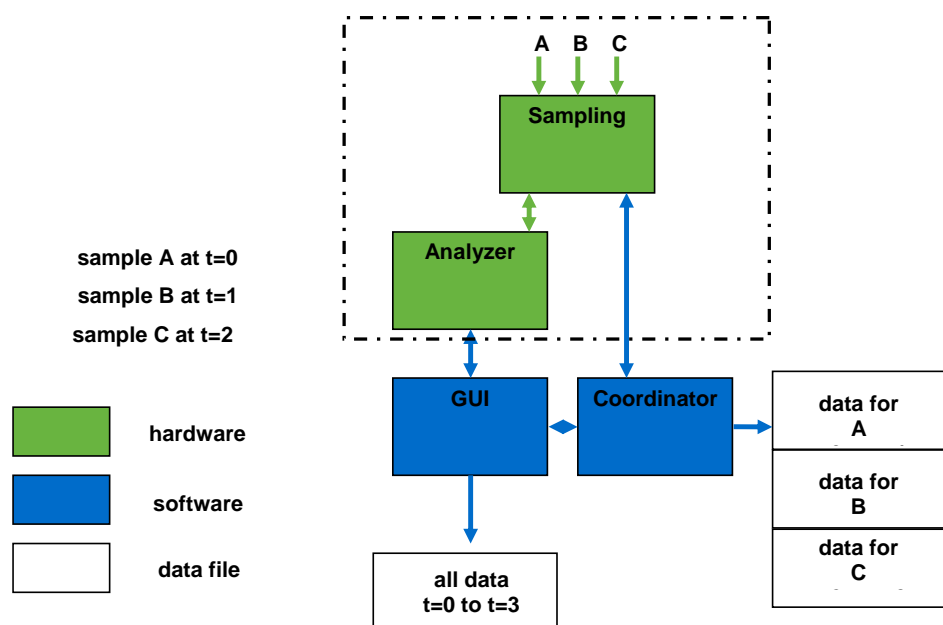 A B C
Sampling
Analyzer
sample A at t=0
sample B at t=1
sample C at t=2
GUI
Coordinator
data for
A
hardware
data for
B
software
data for
C
data file
all data
t=0 to t=3